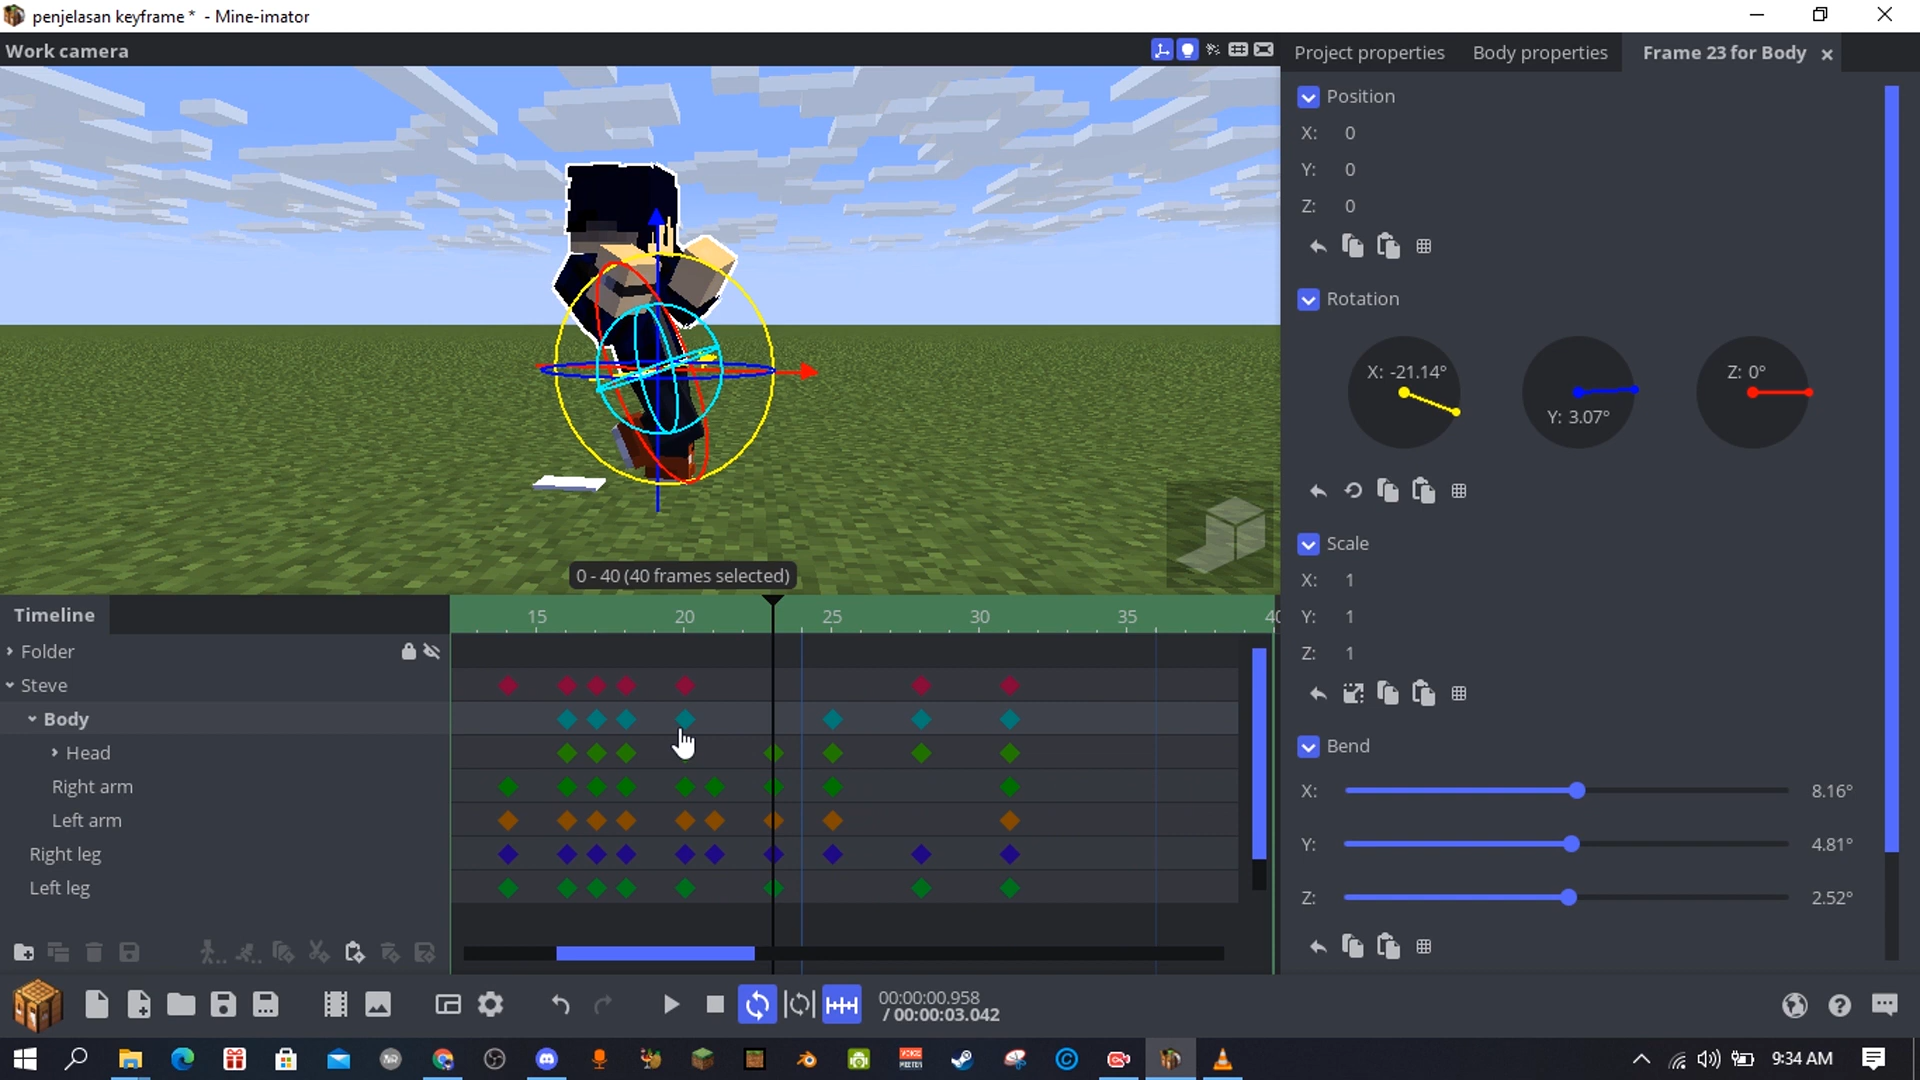 penjelasan keyframe * - Mine-imator
Work camera
Project properties
Body properties
Frame 23 for Body
Position
X: 0
Y: 0
Z: 0
Rotation
X: -21.14°
Y: 3.07°
Z: 0°
Scale
X: 1
Y: 1
Z: 1
Bend
X: 8.16°
Y: 4.81°
Z: 2.52°
0 - 40 (40 frames selected)
Timeline
15 20 25 30 35 40
Folder
Steve
Body
Head
Right arm
Left arm
Right leg
Left leg
00:00:00.958
/ 00:00:03.042
9:34 AM